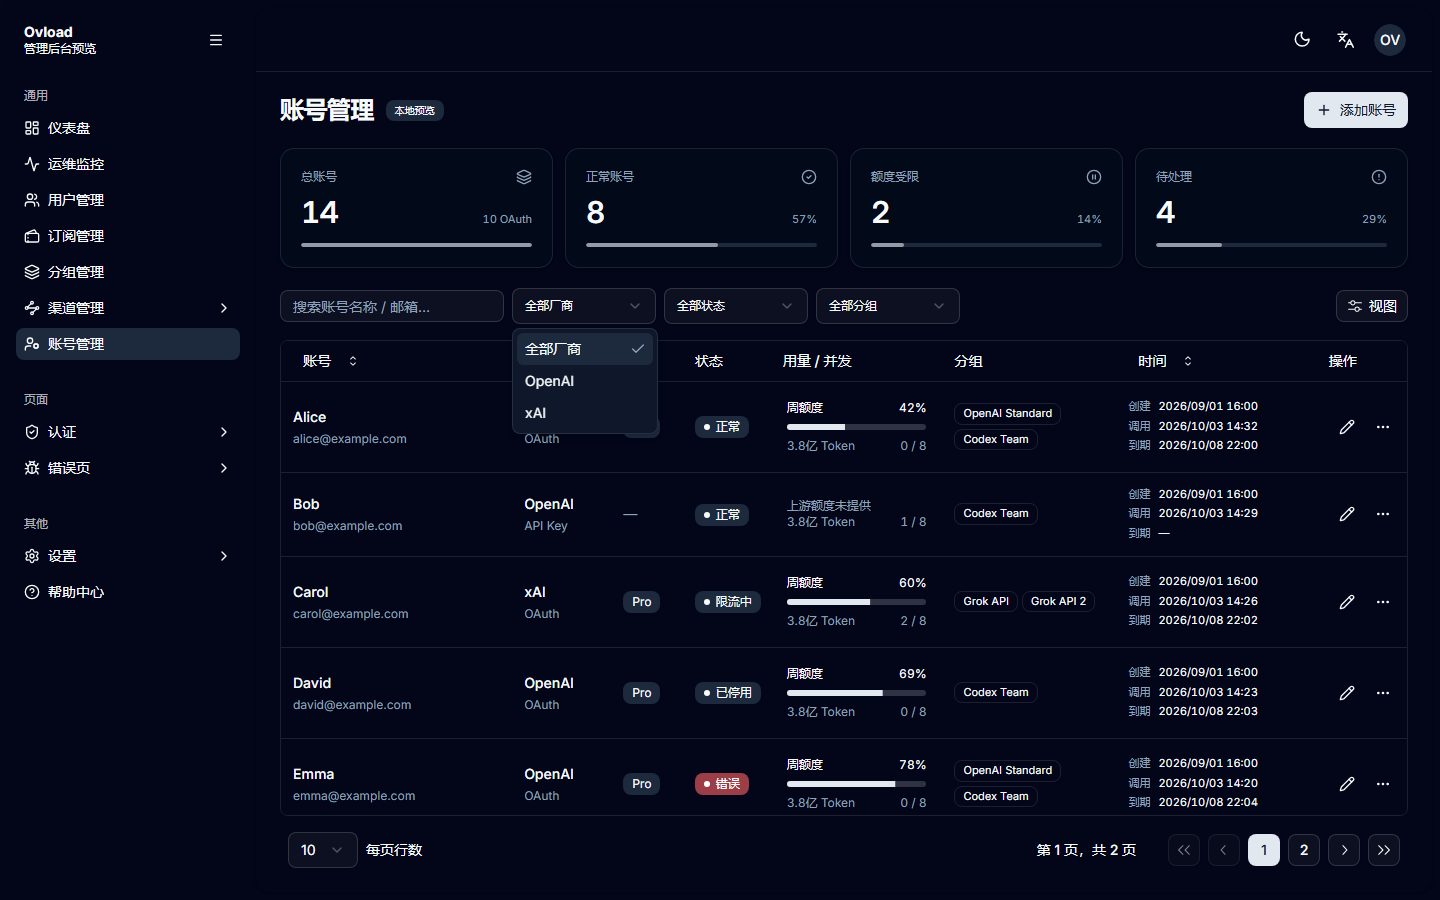 Ovload
管理后台预览
通用
仪表盘
运维监控
用户管理
订阅管理
分组管理
渠道管理
账号管理
页面
认证
错误页
其他
设置
帮助中心
OV
账号管理 本地预览
添加账号
总账号
14 10 OAuth
正常账号
8 57%
额度受限
2 14%
待处理
4 29%
搜索账号名称 / 邮箱...
全部厂商 全部状态 全部分组
视图
全部厂商
OpenAI
xAI
账号 状态 用量 / 并发 分组 时间 操作
Alice
alice@example.com
OAuth
正常
周额度 42%
3.8亿 Token 0 / 8
OpenAI Standard
Codex Team
创建 2026/09/01 16:00
调用 2026/10/03 14:32
到期 2026/10/08 22:00
Bob
bob@example.com
OpenAI
API Key
—
正常
上游额度未提供
3.8亿 Token 1 / 8
Codex Team
创建 2026/09/01 16:00
调用 2026/10/03 14:29
到期 —
Carol
carol@example.com
xAI
OAuth
Pro
限流中
周额度 60%
3.8亿 Token 2 / 8
Grok API Grok API 2
创建 2026/09/01 16:00
调用 2026/10/03 14:26
到期 2026/10/08 22:02
David
david@example.com
OpenAI
OAuth
Pro
已停用
周额度 69%
3.8亿 Token 0 / 8
Codex Team
创建 2026/09/01 16:00
调用 2026/10/03 14:23
到期 2026/10/08 22:03
Emma
emma@example.com
OpenAI
OAuth
Pro
错误
周额度 78%
3.8亿 Token 0 / 8
OpenAI Standard
Codex Team
创建 2026/09/01 16:00
调用 2026/10/03 14:20
到期 2026/10/08 22:04
10 每页行数
第 1 页，共 2 页
1 2